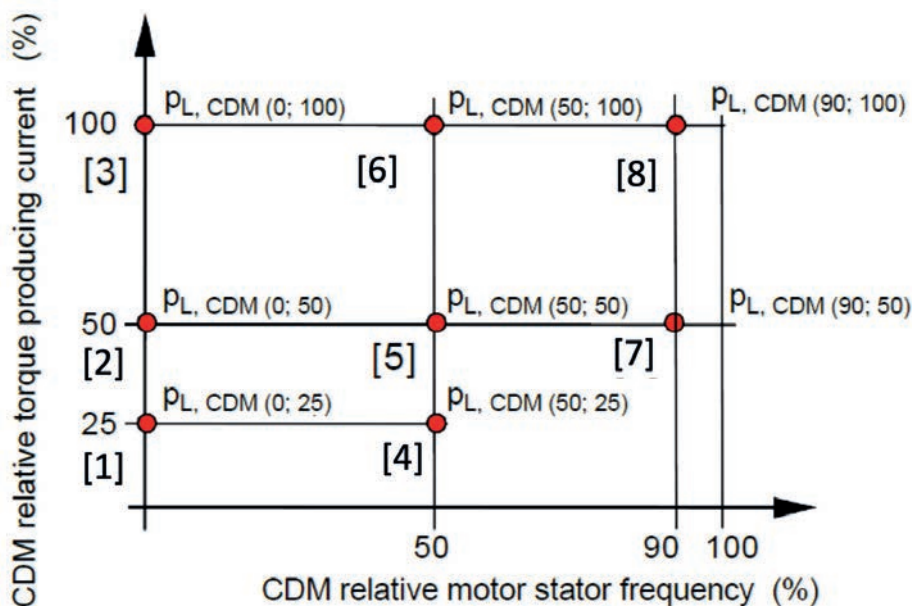 CDM relative torque producing current (%)
pL, CDM (0; 100) pL, CDM (50; 100) pL, CDM (90; 100)
100
[3] [6] [8]
pL, CDM (0; 50) pL, CDM (50; 50) pL, CDM (90; 50)
50
[2] [5] [7]
pL, CDM (0; 25) pL, CDM (50; 25)
25
[1] [4]
50 90 100
CDM relative motor stator frequency (%)